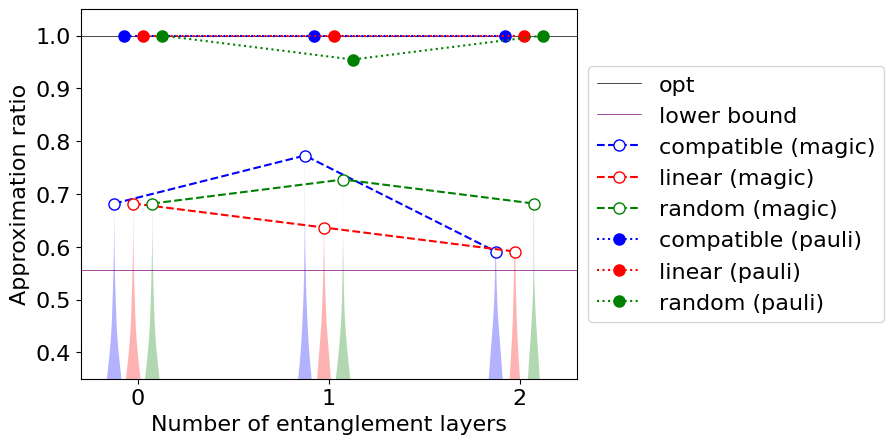 1.0
0.9
0.8
0.7
0.6
0.5
0.4
Approximation ratio
0 1 2
Number of entanglement layers
opt
lower bound
compatible (magic)
linear (magic)
random (magic)
compatible (pauli)
linear (pauli)
random (pauli)